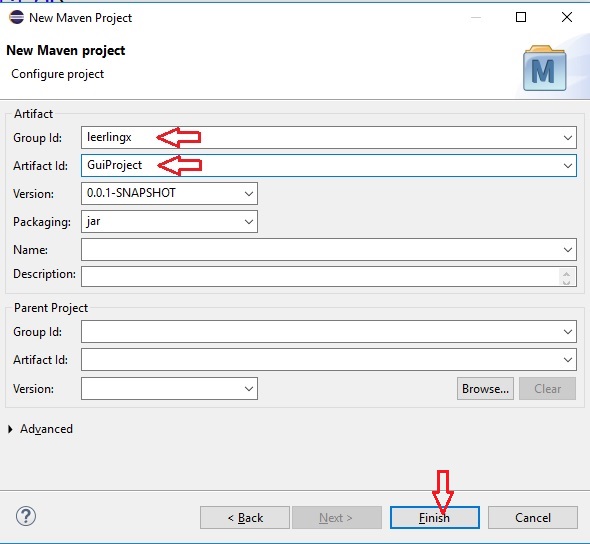 New Maven Project
New Maven project
Configure project
M
Artifact
Group Id: leerlingx
Artifact Id: GuiProject
Version: 0.0.1-SNAPSHOT
Packaging: jar
Name:
Description:
Parent Project
Group Id:
Artifact Id:
Version: Browse... Clear
Advanced
? < Back Next > Finish Cancel